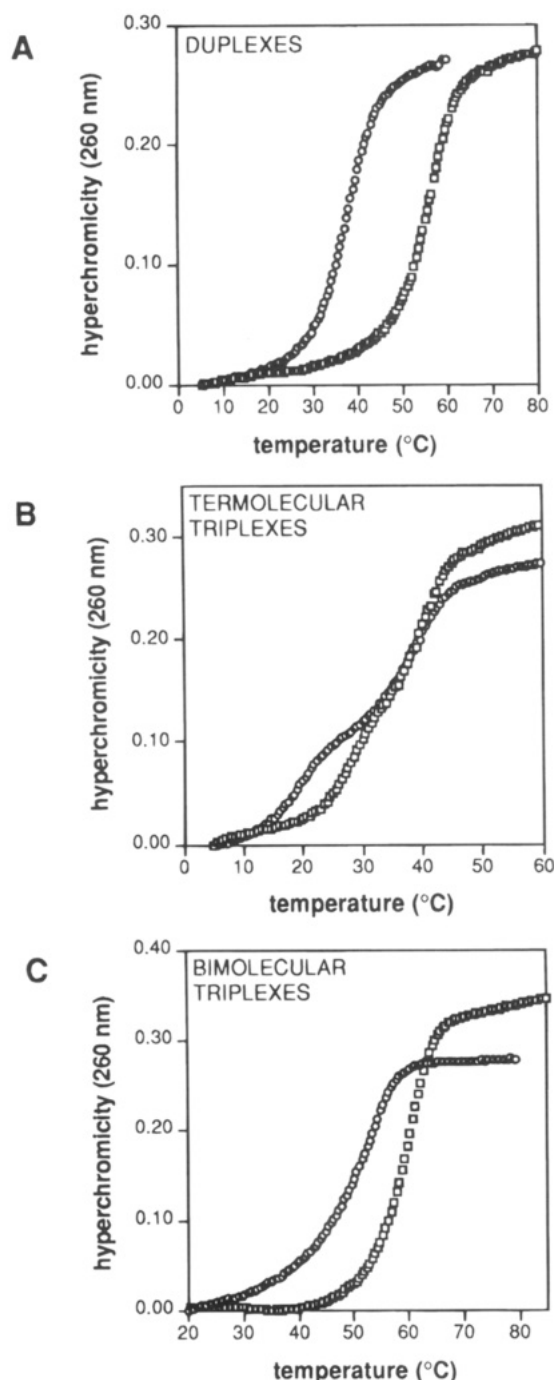 A
DUPLEXES
0.30
0.20
0.10
0.00
0 10 20 30 40 50 60 70 80
hyperchromicity (260 nm)
temperature (°C)
B
TERMOLECULAR
TRIPLEXES
0.30
0.20
0.10
0.00
0 10 20 30 40 50 60
hyperchromicity (260 nm)
temperature (°C)
C
BIMOLECULAR
TRIPLEXES
0.40
0.30
0.20
0.10
0.00
20 30 40 50 60 70 80
hyperchromicity (260 nm)
temperature (°C)